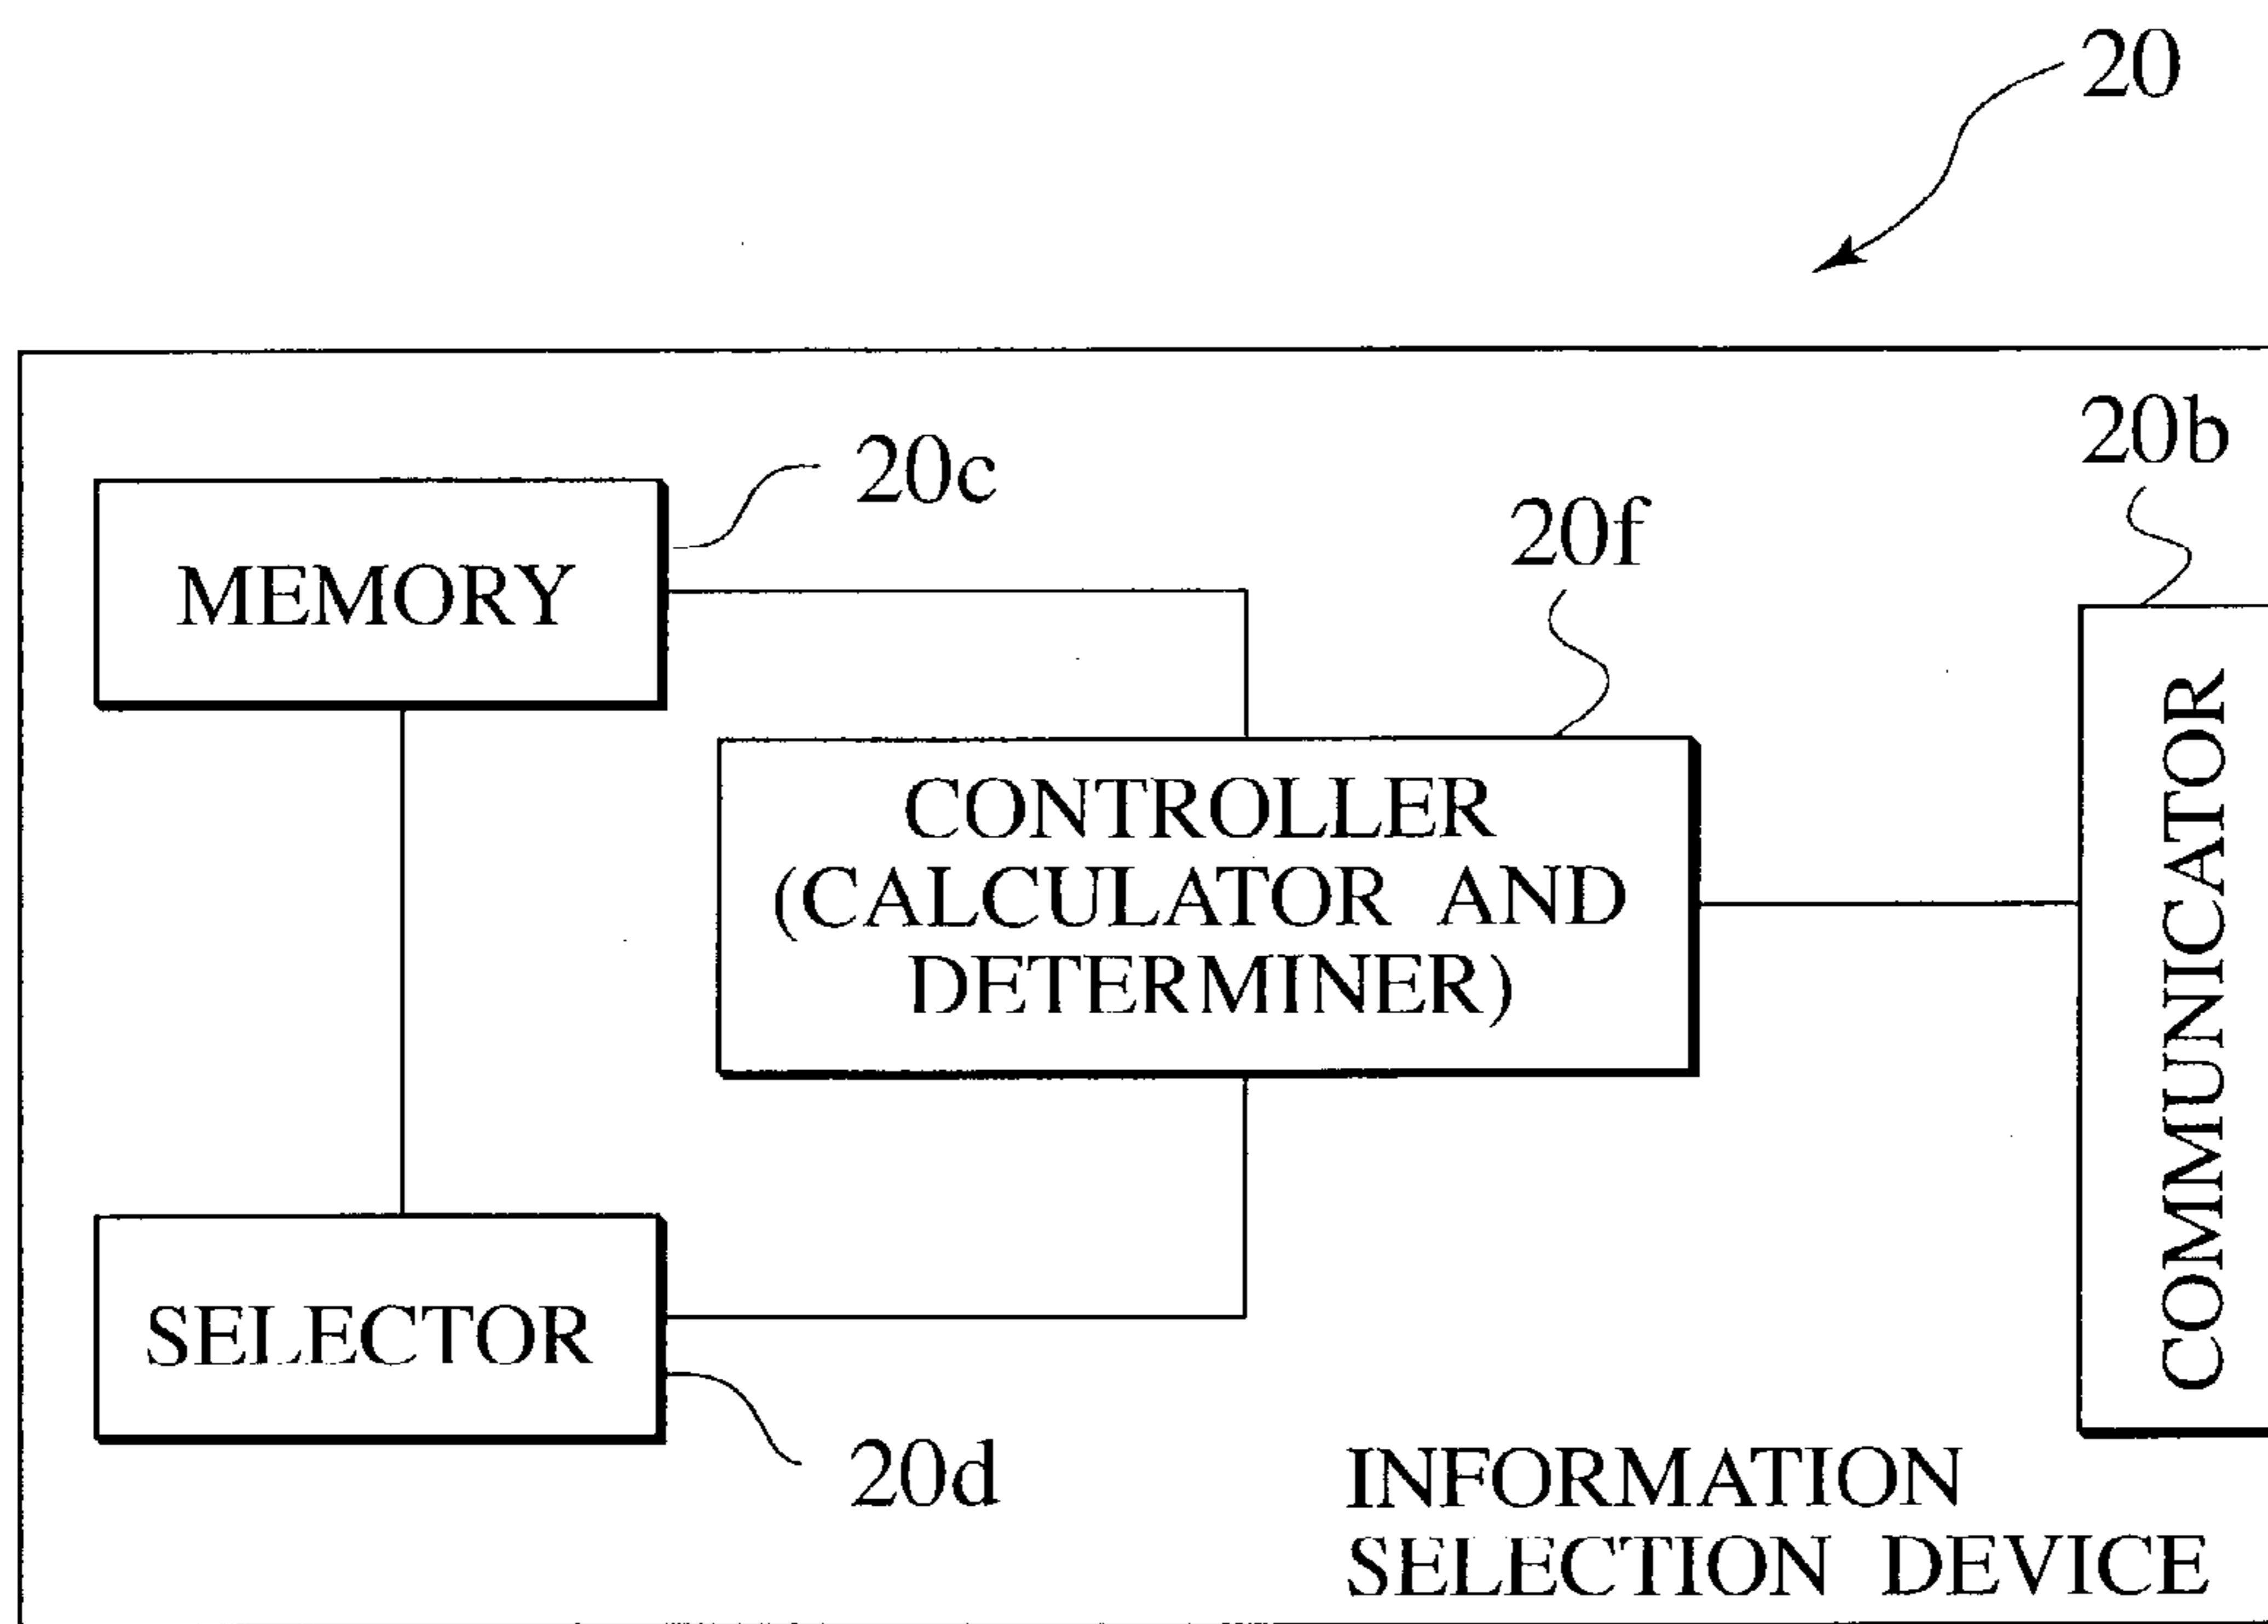 20
20c
20b
20f
MEMORY
CONTROLLER
(CALCULATOR AND
DETERMINER)
COMMUNICATOR
SELECTOR
20d
INFORMATION
SELECTION DEVICE